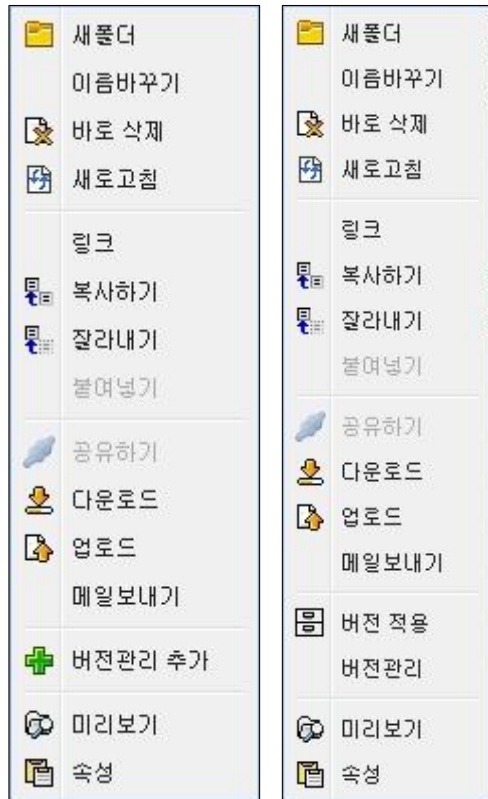 새폴더
이름바꾸기
바로 삭제
새로고침
링크
복사하기
잘라내기
붙여넣기
공유하기
다운로드
업로드
메일보내기
버전관리 추가
미리보기
속성
새폴더
이름바꾸기
바로 삭제
새로고침
링크
복사하기
잘라내기
붙여넣기
공유하기
다운로드
업로드
메일보내기
버전 적용
버전관리
미리보기
속성